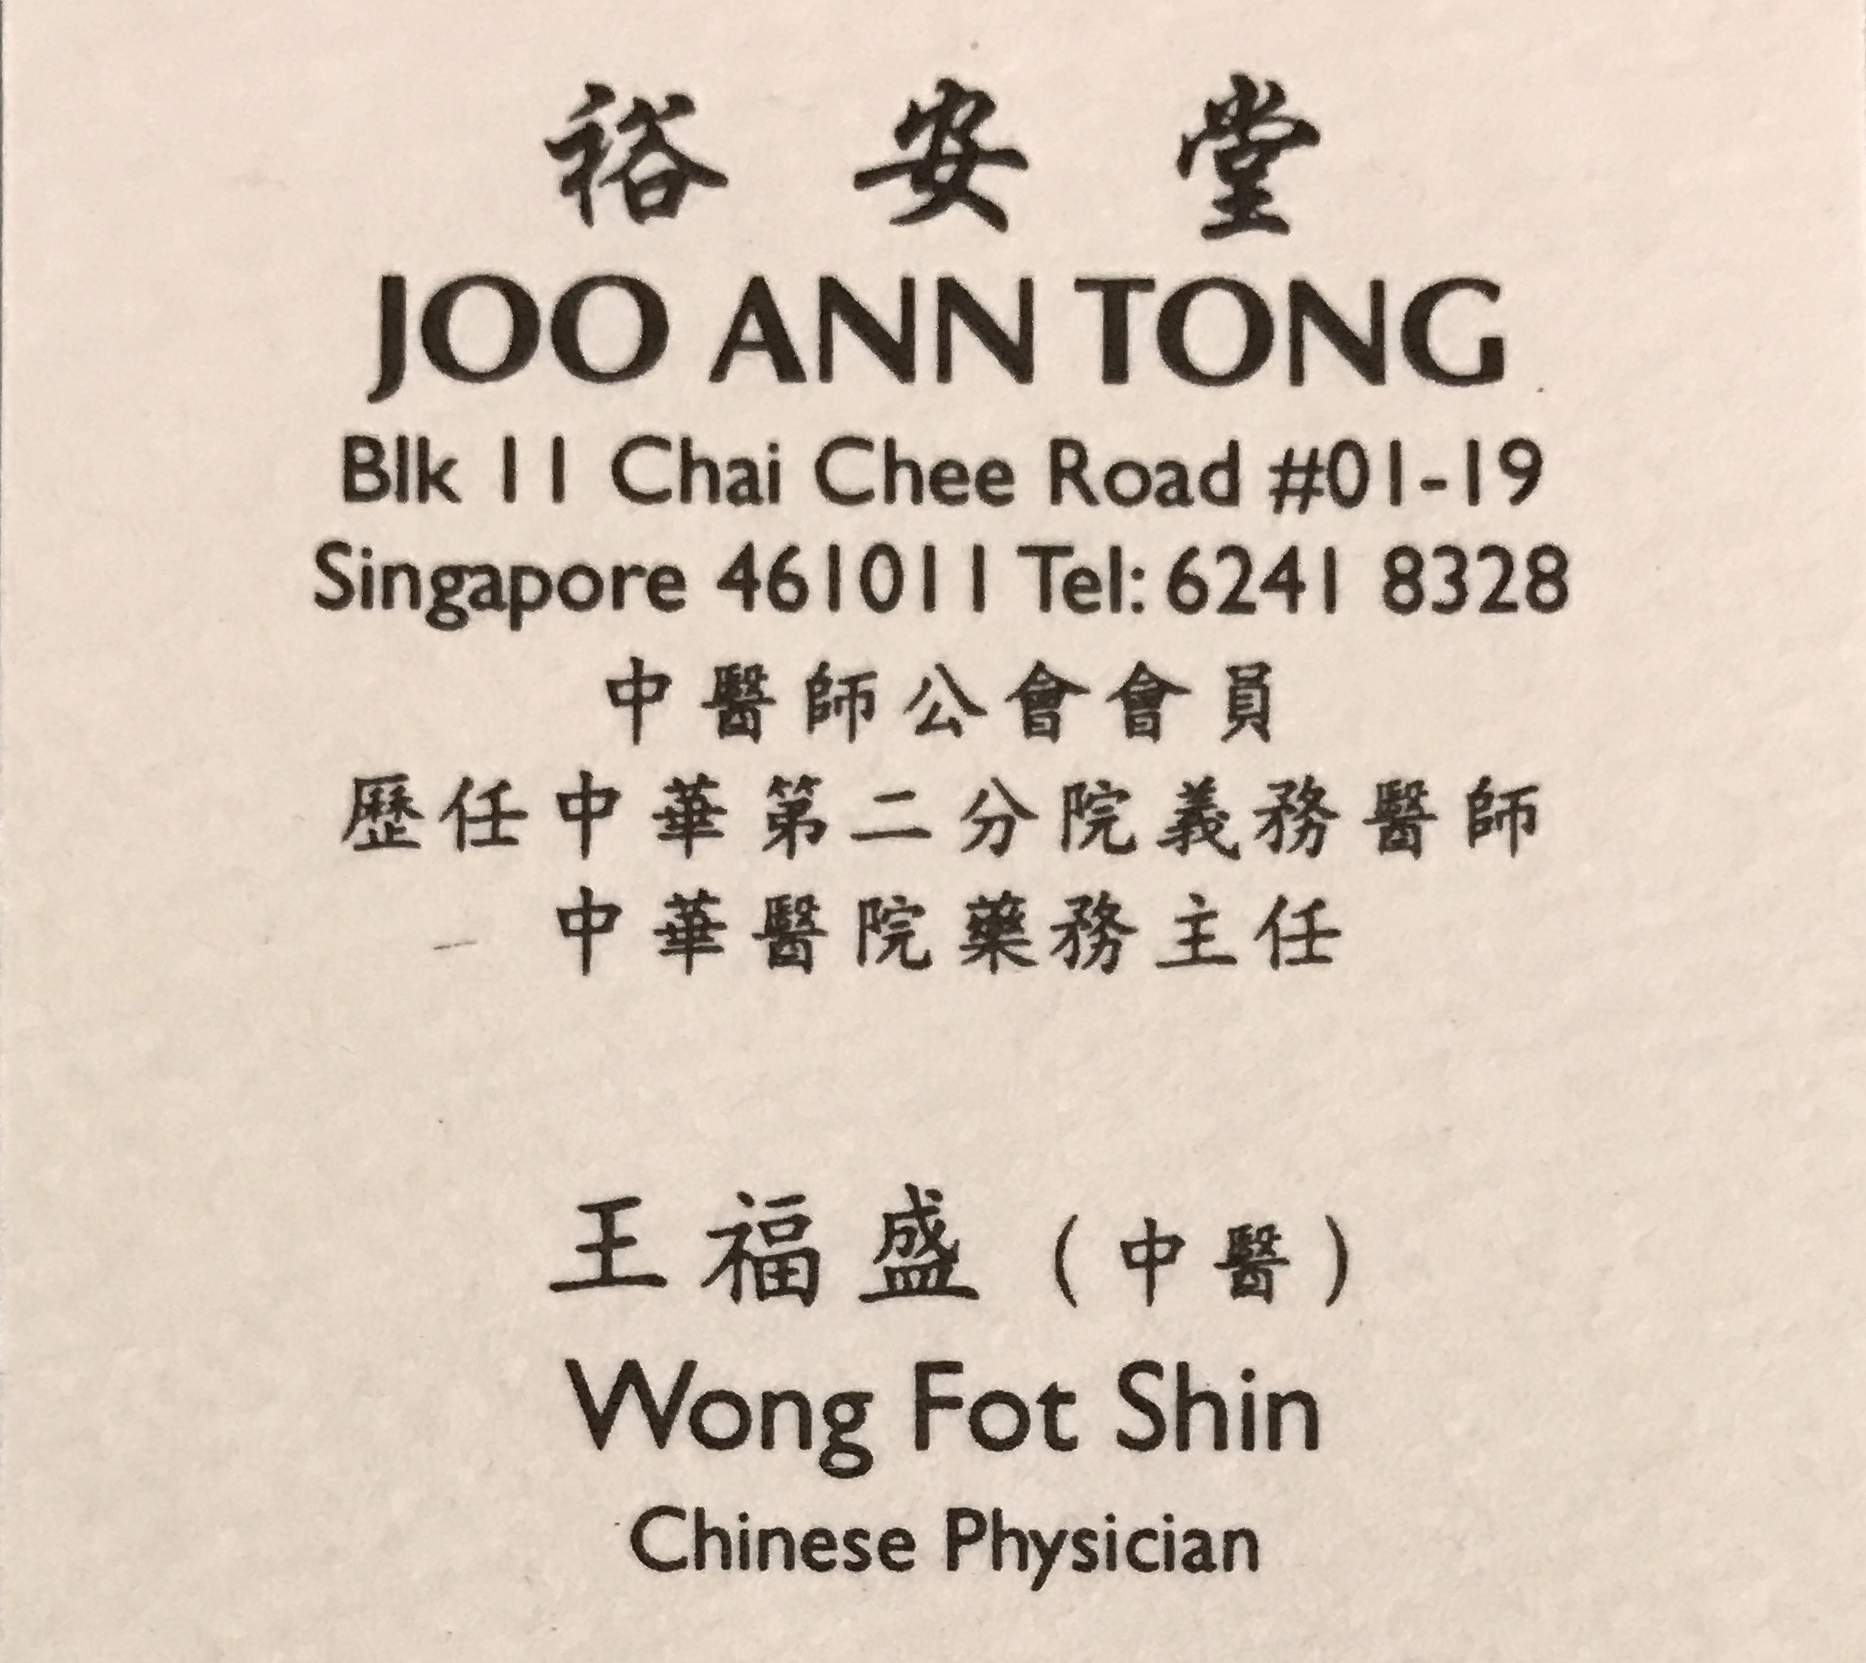 裕安堂
JOO ANN TONG
Blk 11 Chai Chee Road #01-19
Singapore 461011 Tel: 6241 8328
中醫師公會會員
歷任中華第二分院義務醫師
中華醫院藥務主任
王福盛（中醫）
Wong Fot Shin
Chinese Physician